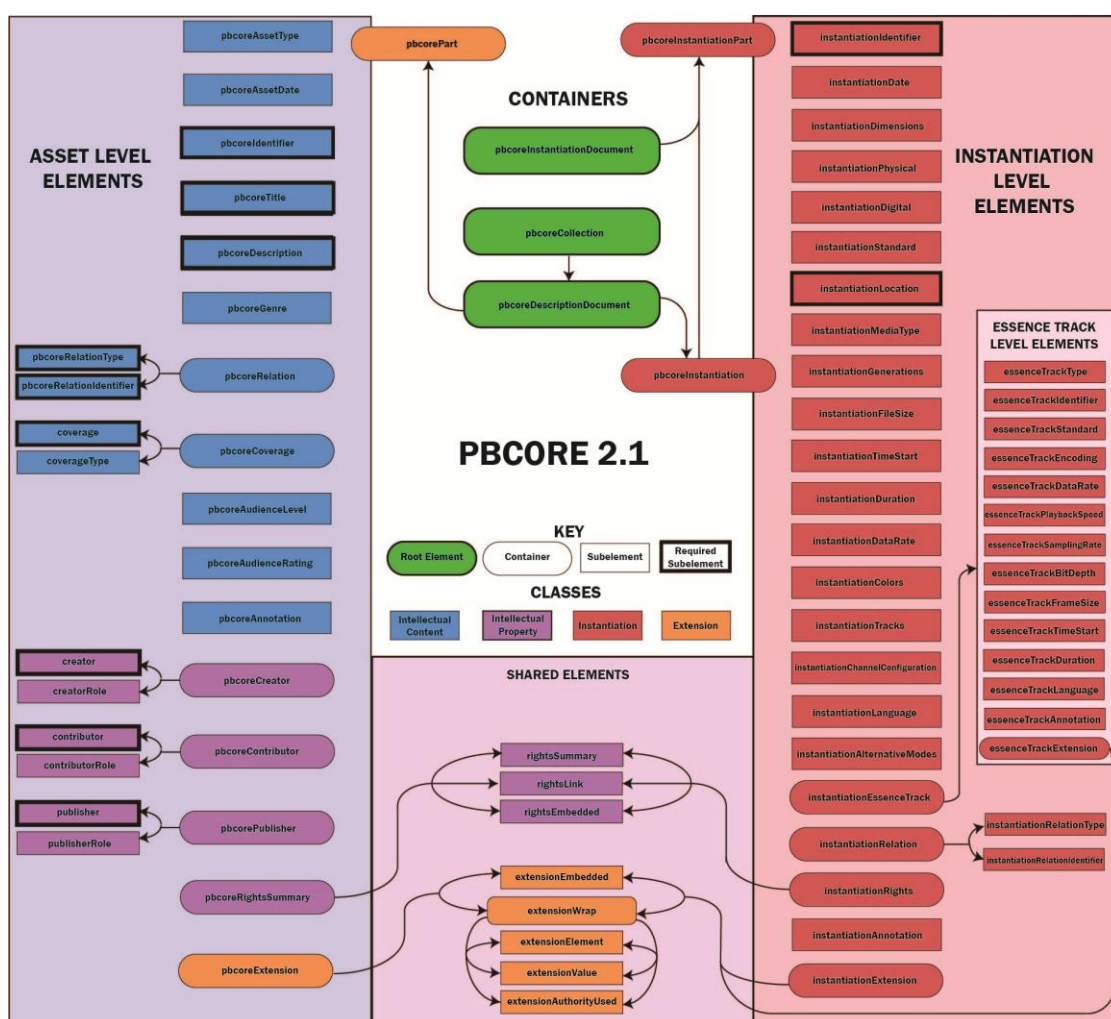 ASSET LEVEL
ELEMENTS
pbcoreAssetType
pbcoreAssetDate
pbcoreIdentifier
pbcoreTitle
pbcoreDescription
pbcoreGenre
pbcoreRelationType
pbcoreRelationIdentifier
pbcoreRelation
coverage
coverageType
pbcoreCoverage
pbcoreAudienceLevel
pbcoreAudienceRating
pbcoreAnnotation
creator
creatorRole
pbcoreCreator
contributor
contributorRole
pbcoreContributor
publisher
publisherRole
pbcorePublisher
pbcoreRightsSummary
pbcoreExtension
pbcorePart
pbcoreInstantiationPart
CONTAINERS
pbcoreInstantiationDocument
pbcoreCollection
pbcoreDescriptionDocument
pbcoreInstantiation
PBCORE 2.1
KEY
Root Element
Container
Subelement
Required
Subelement
CLASSES
Intellectual
Content
Intellectual
Property
Instantiation
Extension
SHARED ELEMENTS
rightsSummary
rightsLink
rightsEmbedded
extensionEmbedded
extensionWrap
extensionElement
extensionValue
extensionAuthorityUsed
INSTANTIATION
LEVEL
ELEMENTS
instantiationIdentifier
instantiationDate
instantiationDimensions
instantiationPhysical
instantiationDigital
instantiationStandard
instantiationLocation
instantiationMediaType
instantiationGenerations
instantiationFileSize
instantiationTimeStart
instantiationDuration
instantiationDataRate
instantiationColors
instantiationTracks
instantiationChannelConfiguration
instantiationLanguage
instantiationAlternativeModes
instantiationEssenceTrack
instantiationRelation
instantiationRelationType
instantiationRelationIdentifier
instantiationRights
instantiationAnnotation
instantiationExtension
ESSENCE TRACK
LEVEL ELEMENTS
essenceTrackType
essenceTrackIdentifier
essenceTrackStandard
essenceTrackEncoding
essenceTrackDataRate
essenceTrackPlaybackSpeed
essenceTrackSamplingRate
essenceTrackBitDepth
essenceTrackFrameSize
essenceTrackTimeStart
essenceTrackDuration
essenceTrackLanguage
essenceTrackAnnotation
essenceTrackExtension